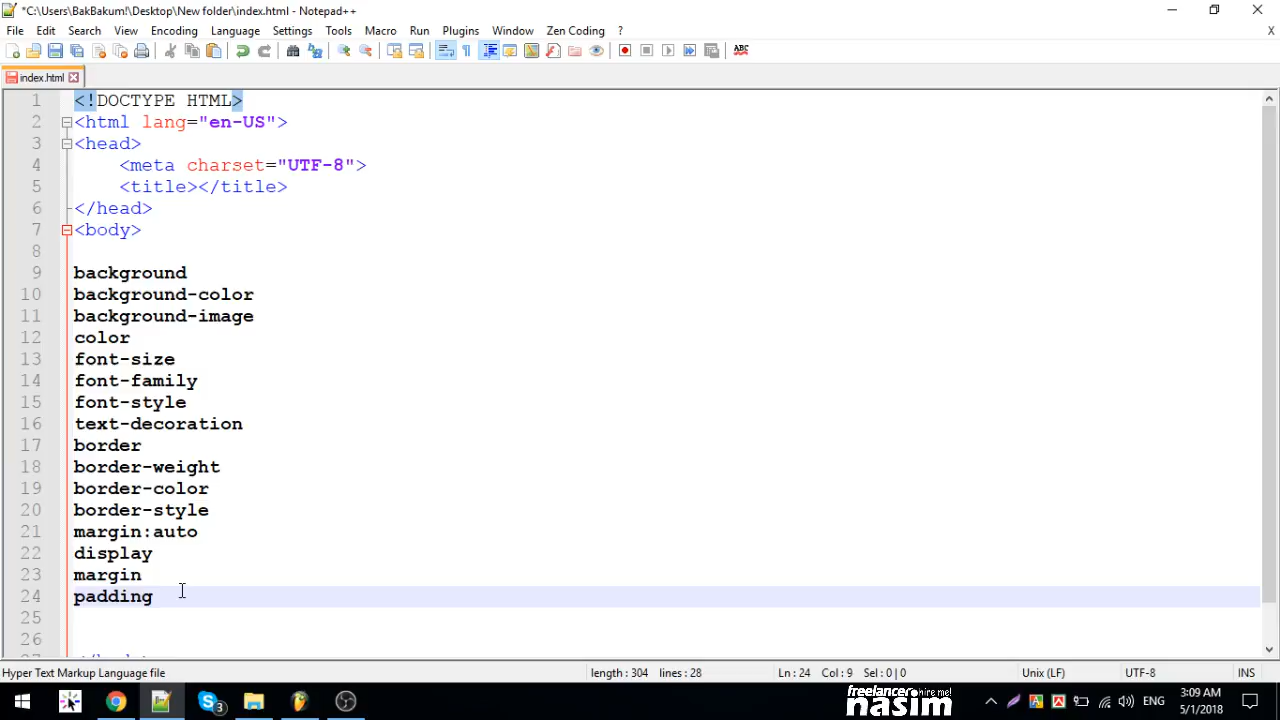 *C:\Users\BakBakum!\Desktop\New folder\index.html - Notepad++
File Edit Search View Encoding Language Settings Tools Macro Run Plugins Window Zen Coding ? X
ABC
index.html
1 <!DOCTYPE HTML>
2 <html lang="en-US">
3 <head>
4 <meta charset="UTF-8">
5 <title></title>
6 </head>
7 <body>
8
9 background
10 background-color
11 background-image
12 color
13 font-size
14 font-family
15 font-style
16 text-decoration
17 border
18 border-weight
19 border-color
20 border-style
21 margin:auto
22 display
23 margin
24 padding
25
26
27 </body>
Hyper Text Markup Language file length : 304 lines : 28 Ln : 24 Col : 9 Sel : 0 | 0 Unix (LF) UTF-8 INS
3
freelancer hire me!
nasim
ENG
3:09 AM
5/1/2018